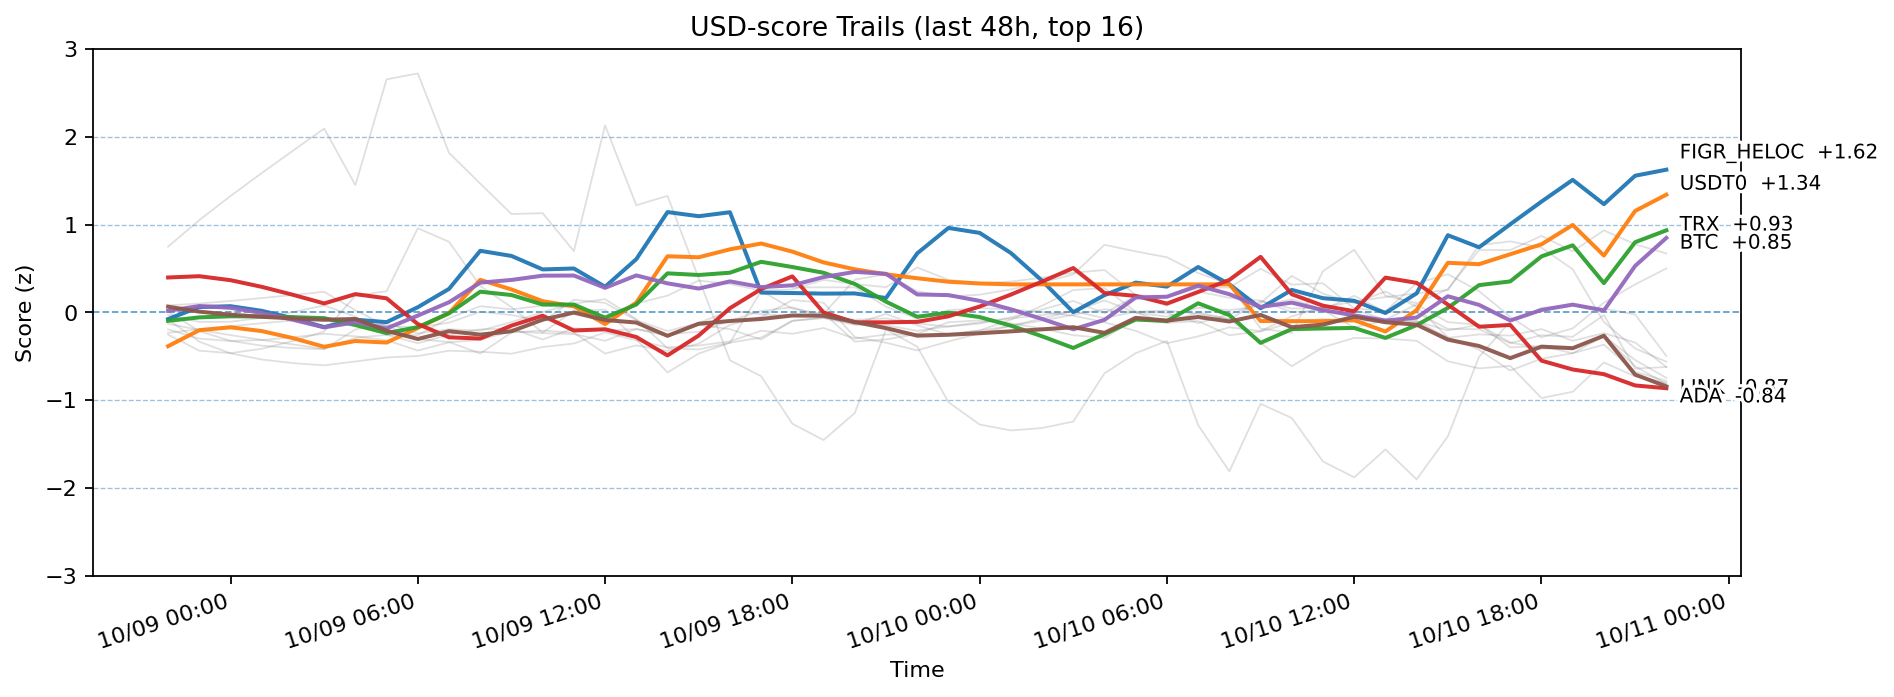 USD-score Trails (last 48h, top 16)
Score (z)
3
2
1
0
−1
−2
−3
FIGR_HELOC +1.62
USDT0 +1.34
TRX +0.93
BTC +0.85
LINK -0.87
ADA -0.84
10/09 00:00
10/09 06:00
10/09 12:00
10/09 18:00
10/10 00:00
10/10 06:00
10/10 12:00
10/10 18:00
10/11 00:00
Time